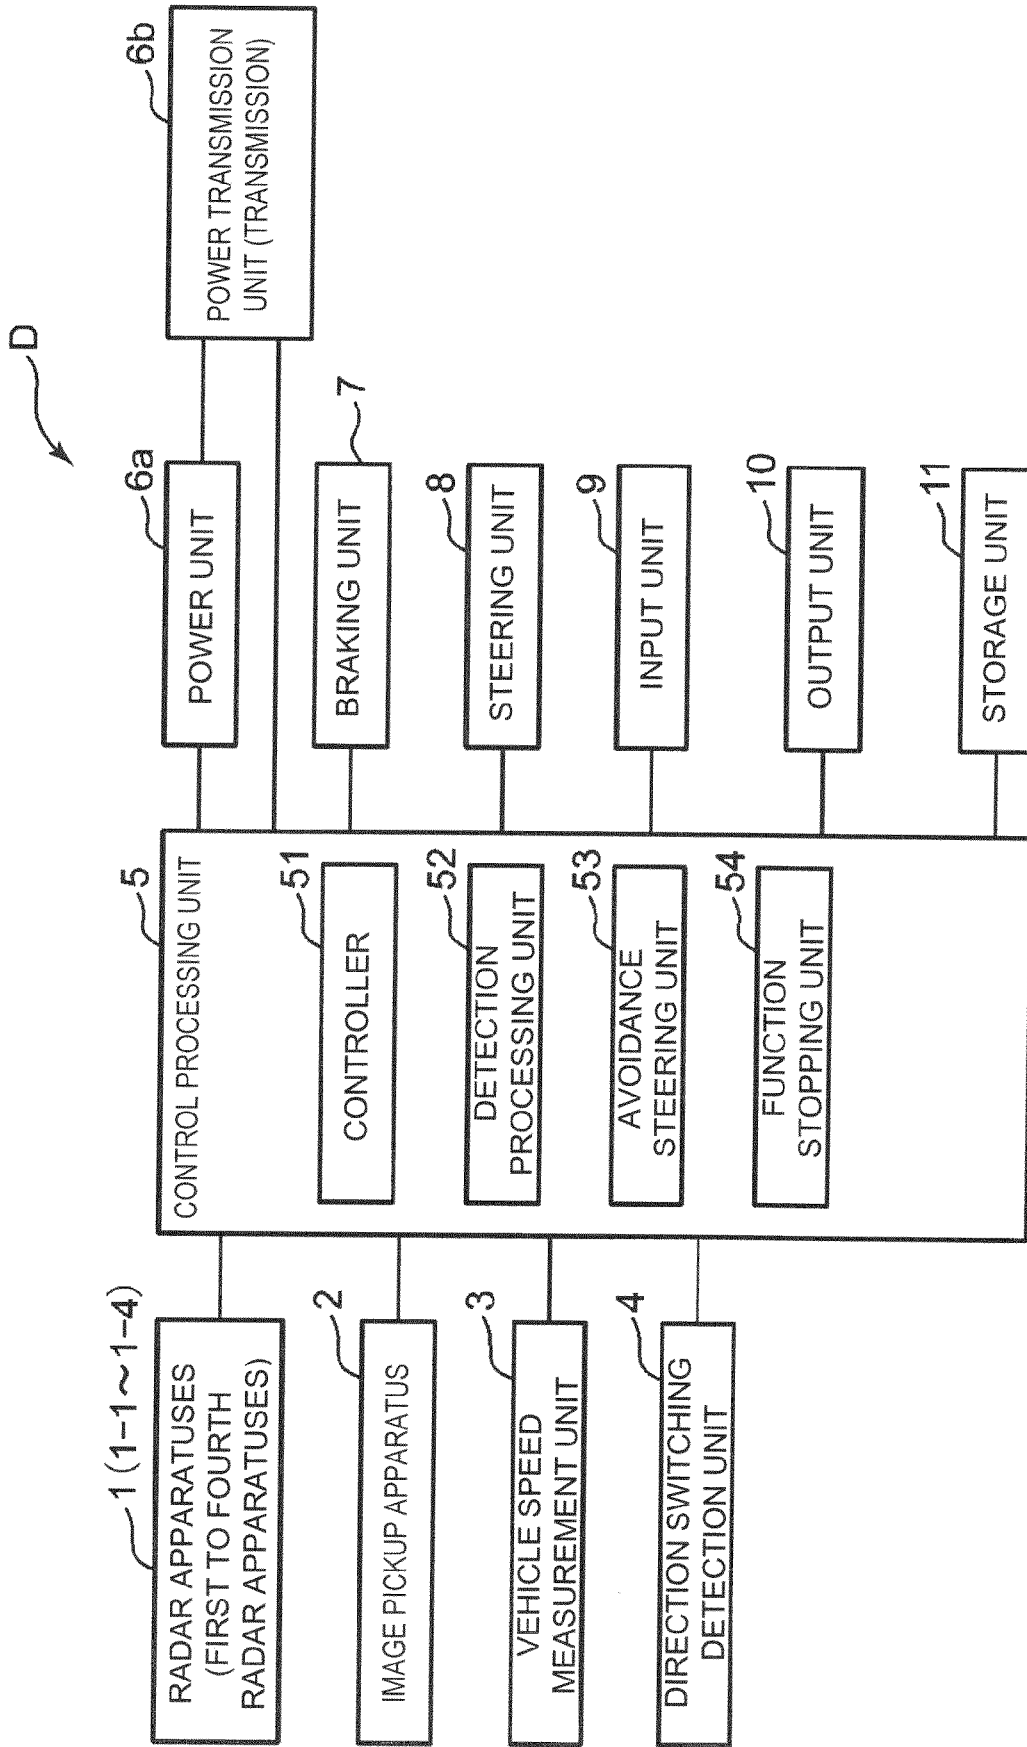 D
1 (1-1~1-4)
RADAR APPARATUSES
(FIRST TO FOURTH
RADAR APPARATUSES)
2
IMAGE PICKUP APPARATUS
3
VEHICLE SPEED
MEASUREMENT UNIT
4
DIRECTION SWITCHING
DETECTION UNIT
5
CONTROL PROCESSING UNIT
51
CONTROLLER
52
DETECTION
PROCESSING UNIT
53
AVOIDANCE
STEERING UNIT
54
FUNCTION
STOPPING UNIT
6a
POWER UNIT
6b
POWER TRANSMISSION
UNIT (TRANSMISSION)
7
BRAKING UNIT
8
STEERING UNIT
9
INPUT UNIT
10
OUTPUT UNIT
11
STORAGE UNIT